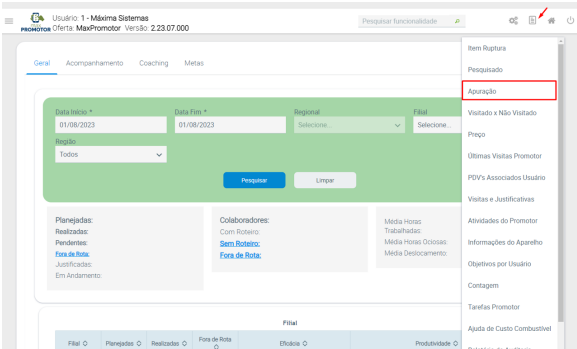 Usuário: 1 - Máxima Sistemas
PROMOTOR Oferta: MaxPromotor Versão: 2.23.07.000
Pesquisar funcionalidade
Geral Acompanhamento Coaching Metas
Data Início * Data Fim * Regional Filial
01/08/2023 01/08/2023 Selecione... Selecione...
Região
Todos
Pesquisar Limpar
Planejadas:
Realizadas:
Pendentes:
Fora de Rota:
Justificadas:
Em Andamento:
Colaboradores:
Com Roteiro:
Sem Roteiro:
Fora de Rota:
Média Horas
Trabalhadas:
Média Horas Ociosas:
Média Deslocamento:
Filial
Filial Planejadas Realizadas Fora de Rota Eficácia Produtividade
Item Ruptura
Pesquisado
Apuração
Visitado x Não Visitado
Preço
Últimas Visitas Promotor
PDV's Associados Usuário
Visitas e Justificativas
Atividades do Promotor
Informações do Aparelho
Objetivos por Usuário
Contagem
Tarefas Promotor
Ajuda de Custo Combustível